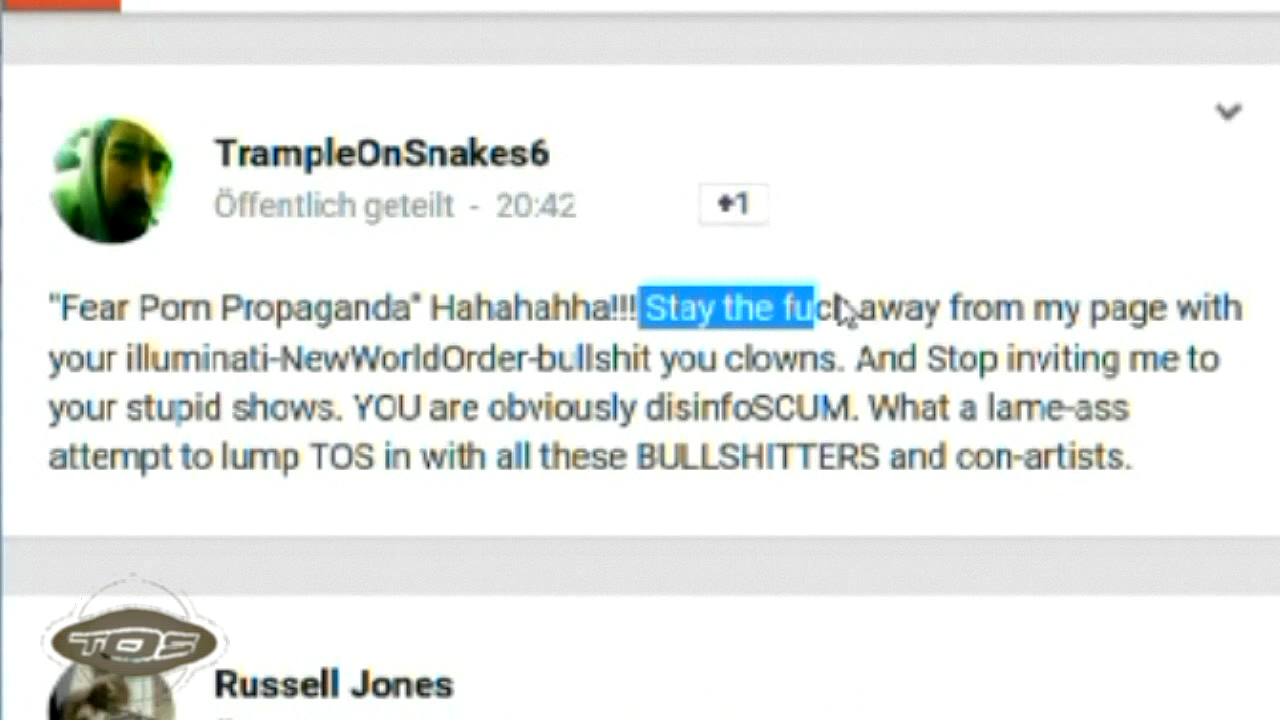 TrampleOnSnakes6
Öffentlich geteilt - 20:42
+1
"Fear Porn Propaganda" Hahahahha!!! Stay the fuck away from my page with
your illuminati-NewWorldOrder-bullshit you clowns. And Stop inviting me to
your stupid shows. YOU are obviously disinfoSCUM. What a lame-ass
attempt to lump TOS in with all these BULLSHITTERS and con-artists.
TOS
Russell Jones